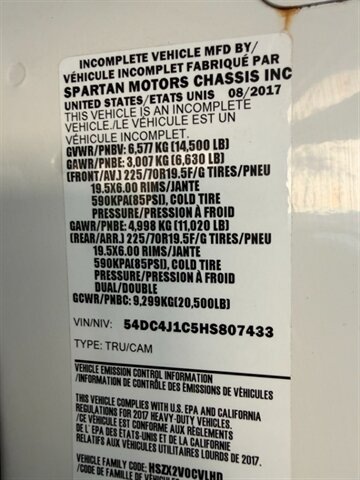 INCOMPLETE VEHICLE MFD BY/
VÉHICULE INCOMPLET FABRIQUÉ PAR
SPARTAN MOTORS CHASSIS INC
UNITED STATES/ETATS UNIS 08/2017
THIS VEHICLE IS AN INCOMPLETE
VEHICLE./LE VÉHICULE EST UN
VÉHICULE INCOMPLET.
GVWR/PNBV: 6,577 KG (14,500 LB)
GAWR/PNBE: 3,007 KG (6,630 LB)
(FRONT/AV.) 225/70R19.5F/G TIRES/PNEU
19.5X6.00 RIMS/JANTE
590KPA(85PSI), COLD TIRE
PRESSURE/PRESSION À FROID
GAWR/PNBE: 4,998 KG (11,020 LB)
(REAR/ARR.) 225/70R19.5F/G TIRES/PNEU
19.5X6.00 RIMS/JANTE
590KPA(85PSI), COLD TIRE
PRESSURE/PRESSION À FROID
DUAL/DOUBLE
GCWR/PNBC: 9,299KG(20,500LB)
VIN/NIV: 54DC4J1C5HS807433
TYPE: TRU/CAM
VEHICLE EMISSION CONTROL INFORMATION
/INFORMATION DE CONTRÔLE DES ÉMISSIONS DE VÉHICULES
THIS VEHICLE COMPLIES WITH U.S. EPA AND CALIFORNIA
REGULATIONS FOR 2017 HEAVY-DUTY VEHICLES.
/CE VÉHICULE EST CONFORME AUX RÈGLEMENTS
DE L' EPA DES ÉTATS-UNIS ET DE LA CALIFORNIE
RELATIFS AUX VÉHICULES UTILITAIRES LOURDS DE 2017.
VEHICLE FAMILY CODE: HSZX2VOCVLHD
/CODE DE FAMILLE DE